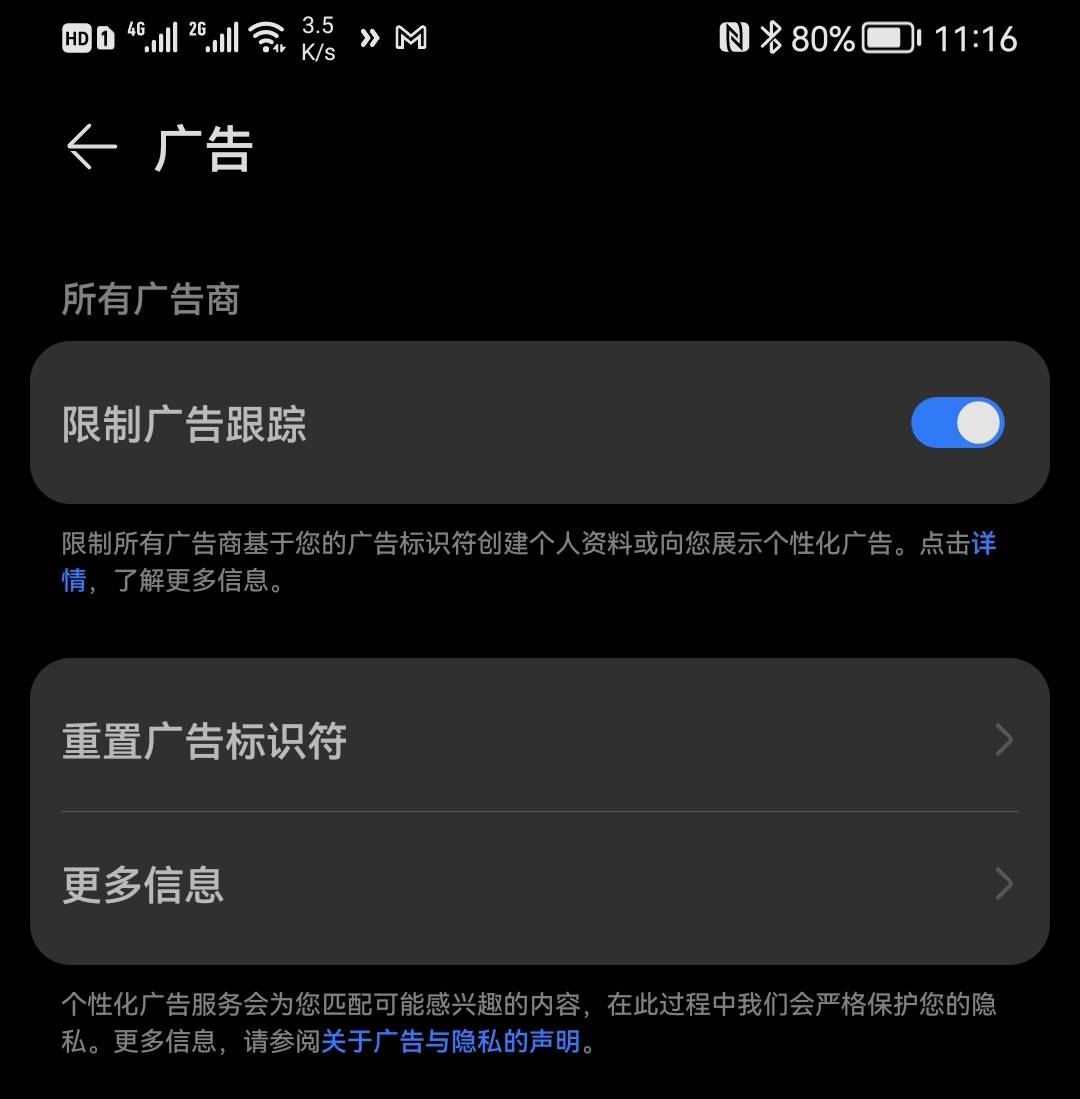 HD 1 4G 2G 3.5 K/s 80% 11:16
广告
所有广告商
限制广告跟踪
限制所有广告商基于您的广告标识符创建个人资料或向您展示个性化广告。点击详
情，了解更多信息。
重置广告标识符
更多信息
个性化广告服务会为您匹配可能感兴趣的内容，在此过程中我们会严格保护您的隐
私。更多信息，请参阅关于广告与隐私的声明。